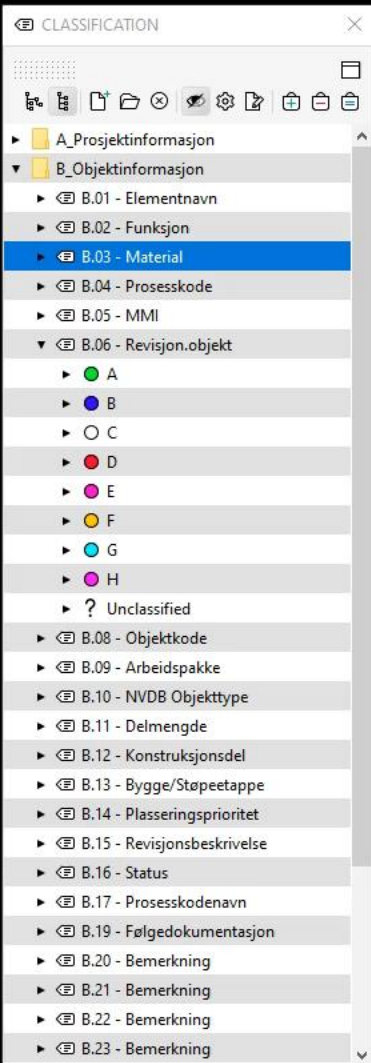 CLASSIFICATION
A_Prosjektinformasjon
B_Objektinformasjon
B.01 - Elementnavn
B.02 - Funksjon
B.03 - Material
B.04 - Prosesskode
B.05 - MMI
B.06 - Revisjon.objekt
A
B
C
D
E
F
G
H
? Unclassified
B.08 - Objektkode
B.09 - Arbeidspakke
B.10 - NVDB Objekttype
B.11 - Delmengde
B.12 - Konstruksjonsdel
B.13 - Bygge/Støpeetappe
B.14 - Plasseringsprioritet
B.15 - Revisjonsbeskrivelse
B.16 - Status
B.17 - Prosesskodenavn
B.19 - Følgedokumentasjon
B.20 - Bemerkning
B.21 - Bemerkning
B.22 - Bemerkning
B.23 - Bemerkning